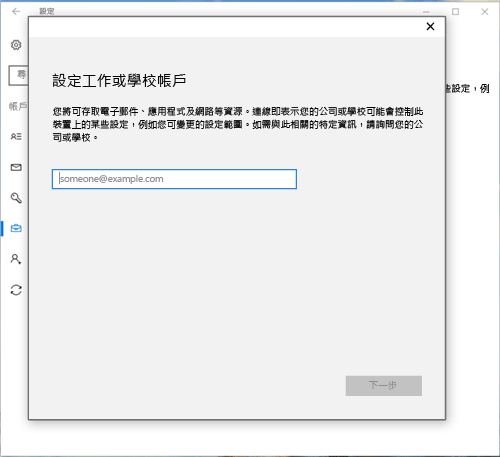 設定
尋
帳戶
些設定，例
設定工作或學校帳戶
您將可存取電子郵件、應用程式及網路等資源。連線即表示您的公司或學校可能會控制此
裝置上的某些設定，例如您可變更的設定範圍。如需與此相關的特定資訊，請詢問您的公
司或學校。
someone@example.com
下一步